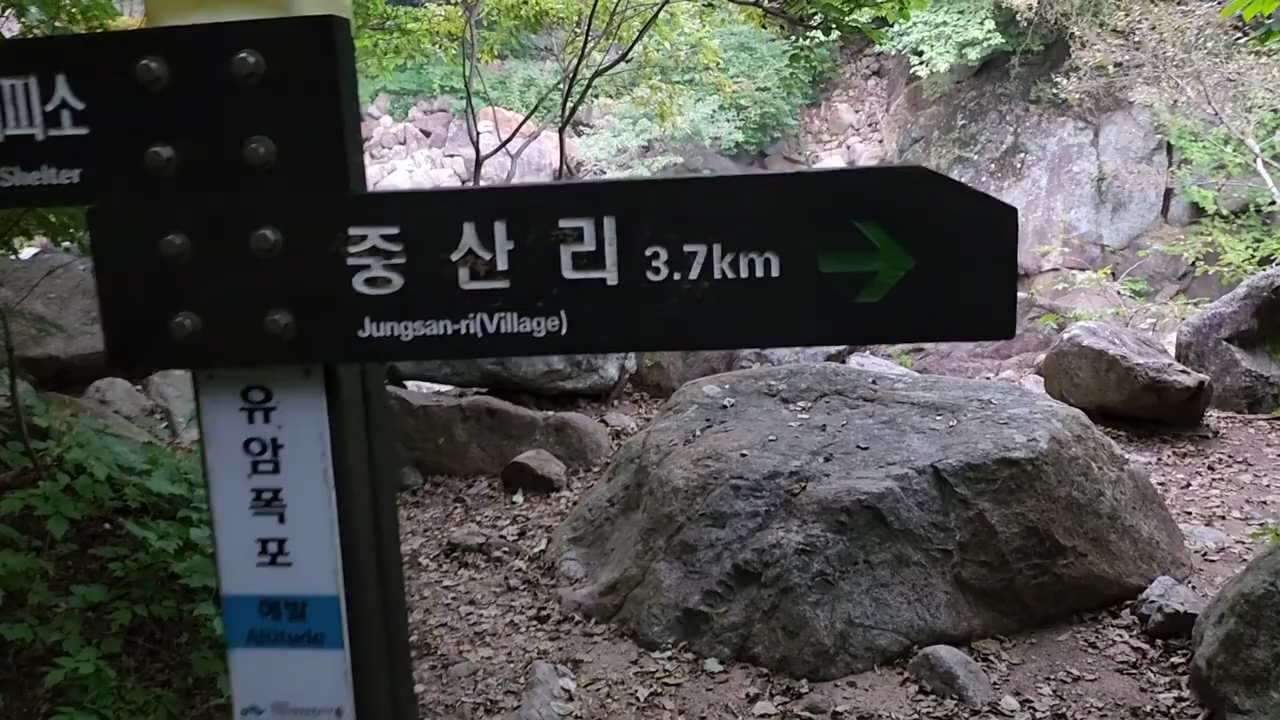 피소
Shelter
중산리 3.7km
Jungsan-ri(Village)
유암폭포
해발
Altitude